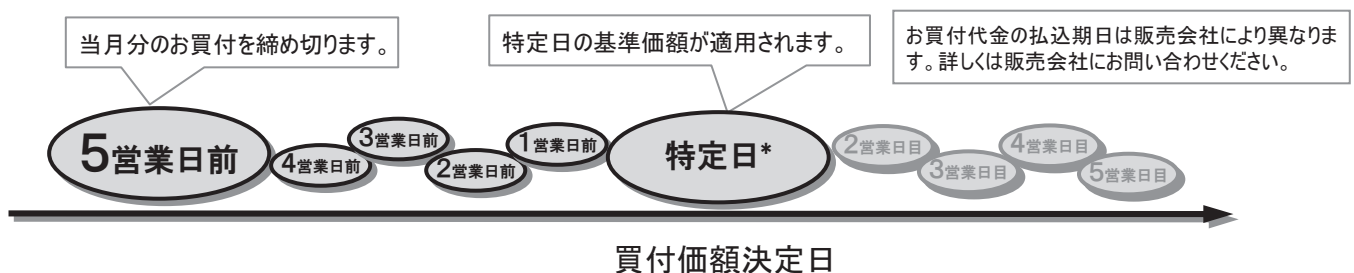 当月分のお買付を締め切ります。
特定日の基準価額が適用されます。
お買付代金の払込期日は販売会社により異なりま
す。詳しくは販売会社にお問い合わせください。
5営業日前
4営業日前
3営業日前
2営業日前
1営業日前
特定日*
2営業日目
3営業日目
4営業日目
5営業日目
買付価額決定日